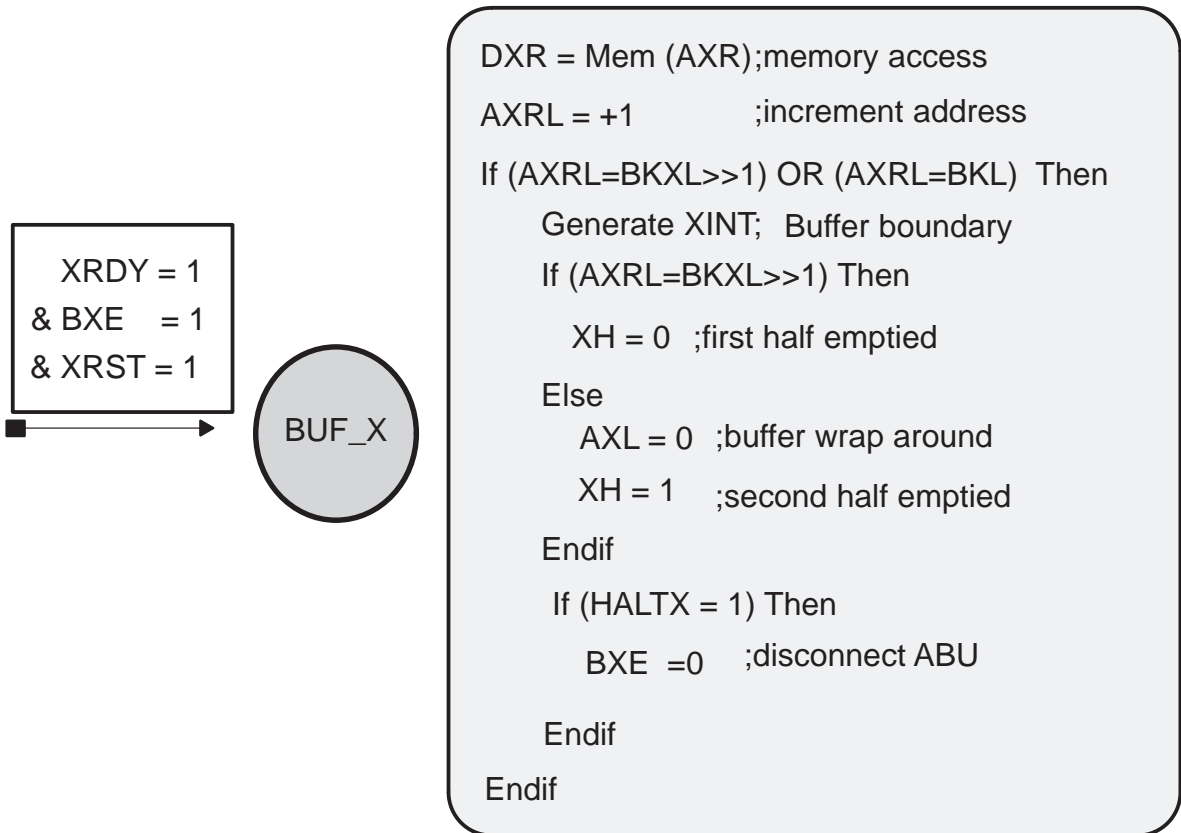 XRDY = 1
& BXE = 1
& XRST = 1
BUF_X
DXR = Mem (AXR);memory access
AXRL = +1 ;increment address
If (AXRL=BKXL>>1) OR (AXRL=BKL) Then
Generate XINT; Buffer boundary
If (AXRL=BKXL>>1) Then
XH = 0 ;first half emptied
Else
AXL = 0 ;buffer wrap around
XH = 1 ;second half emptied
Endif
If (HALTX = 1) Then
BXE =0 ;disconnect ABU
Endif
Endif